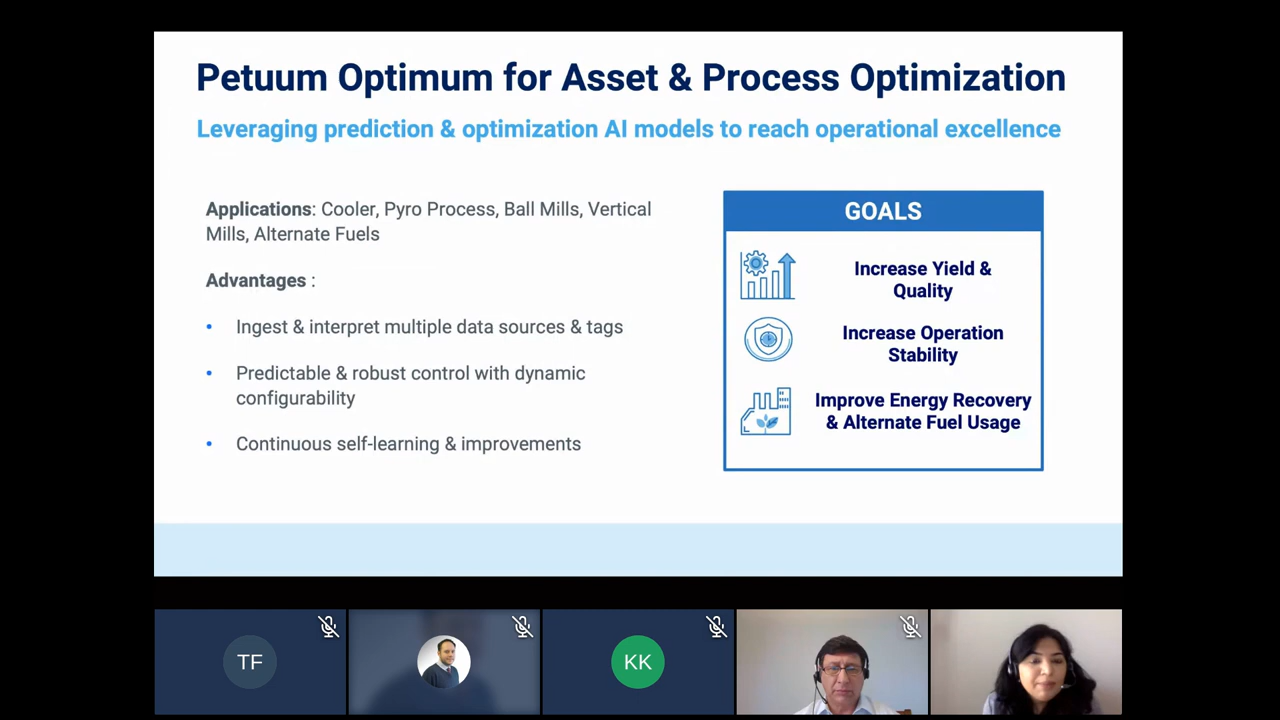 Petuum Optimum for Asset & Process Optimization
Leveraging prediction & optimization AI models to reach operational excellence
Applications: Cooler, Pyro Process, Ball Mills, Vertical
Mills, Alternate Fuels
Advantages :
• Ingest & interpret multiple data sources & tags
• Predictable & robust control with dynamic
configurability
• Continuous self-learning & improvements
GOALS
Increase Yield &
Quality
Increase Operation
Stability
Improve Energy Recovery
& Alternate Fuel Usage
TF
KK